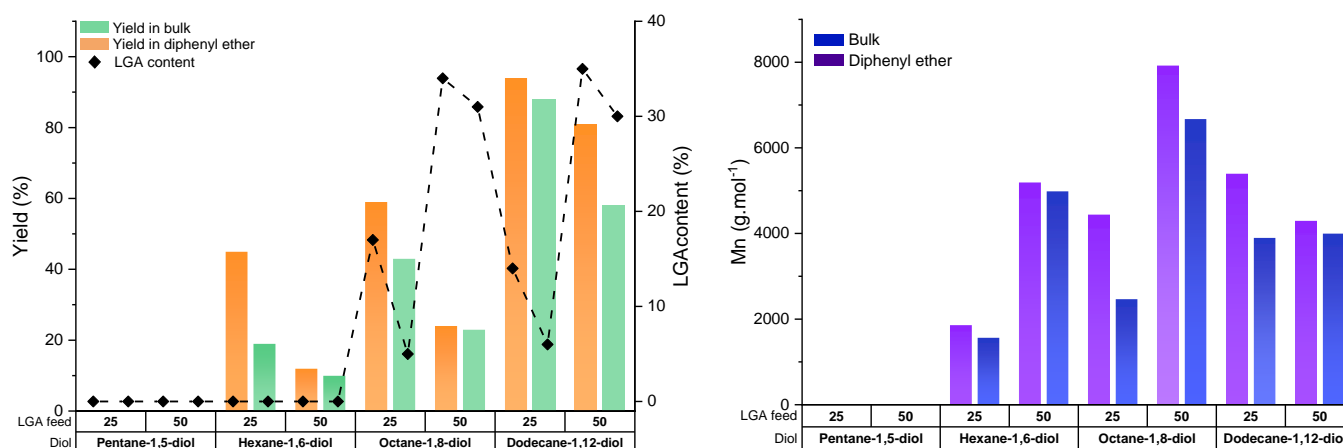 Yield in bulk
Yield in diphenyl ether
LGA content
Yield (%)
100
80
60
40
20
0
40
30
20
10
0
LGAcontent (%)
LGA feed 25 50 25 50 25 50 25 50
Diol Pentane-1,5-diol Hexane-1,6-diol Octane-1,8-diol Dodecane-1,12-diol
Bulk
Diphenyl ether
Mn (g.mol⁻¹)
8000
6000
4000
2000
0
LGA feed 25 50 25 50 25 50 25 50
Diol Pentane-1,5-diol Hexane-1,6-diol Octane-1,8-diol Dodecane-1,12-diol